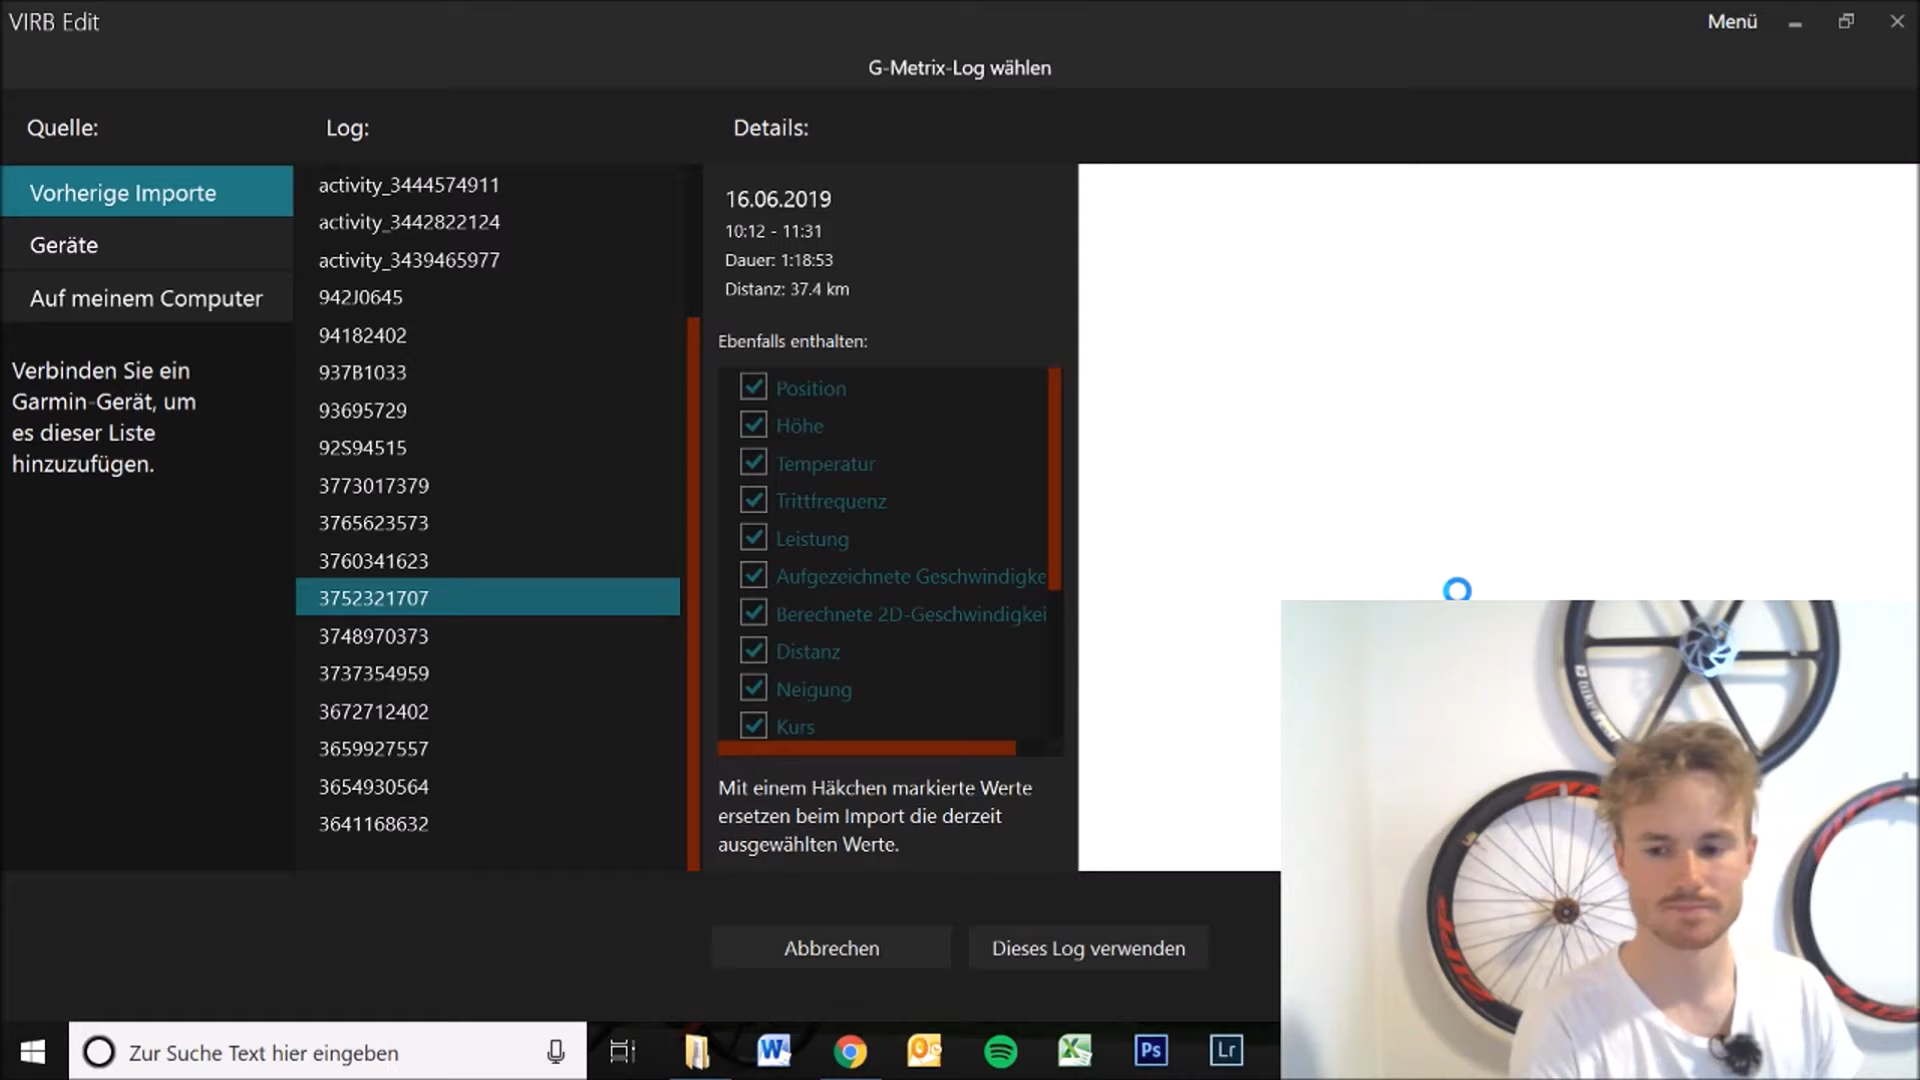 VIRB Edit
Menü
G-Metrix-Log wählen
Quelle:
Log:
Details:
Vorherige Importe
Geräte
Auf meinem Computer
Verbinden Sie ein
Garmin-Gerät, um
es dieser Liste
hinzuzufügen.
activity_3444574911
activity_3442822124
activity_3439465977
942J0645
94182402
937B1033
93695729
92S94515
3773017379
3765623573
3760341623
3752321707
3748970373
3737354959
3672712402
3659927557
3654930564
3641168632
16.06.2019
10:12 - 11:31
Dauer: 1:18:53
Distanz: 37.4 km
Ebenfalls enthalten:
Position
Höhe
Temperatur
Trittfrequenz
Leistung
Aufgezeichnete Geschwindigke
Berechnete 2D-Geschwindigkei
Distanz
Neigung
Kurs
Mit einem Häkchen markierte Werte
ersetzen beim Import die derzeit
ausgewählten Werte.
Abbrechen
Dieses Log verwenden
Zur Suche Text hier eingeben
Ps
Lr